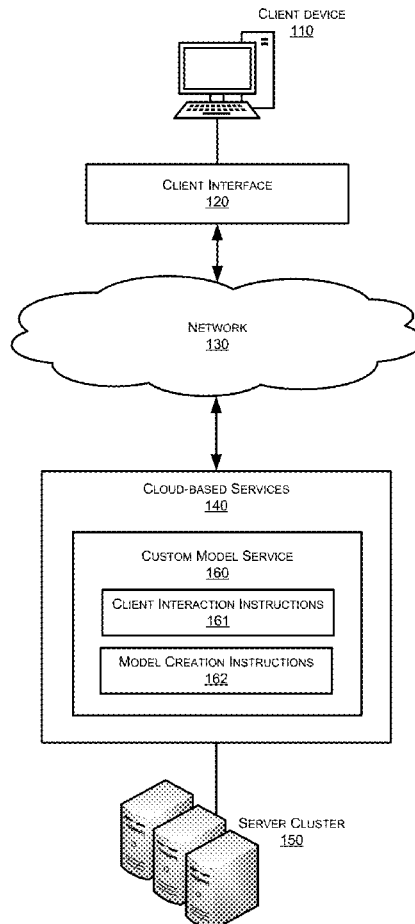 CLIENT DEVICE
110
CLIENT INTERFACE
120
NETWORK
130
CLOUD-BASED SERVICES
140
CUSTOM MODEL SERVICE
160
CLIENT INTERACTION INSTRUCTIONS
161
MODEL CREATION INSTRUCTIONS
162
SERVER CLUSTER
150